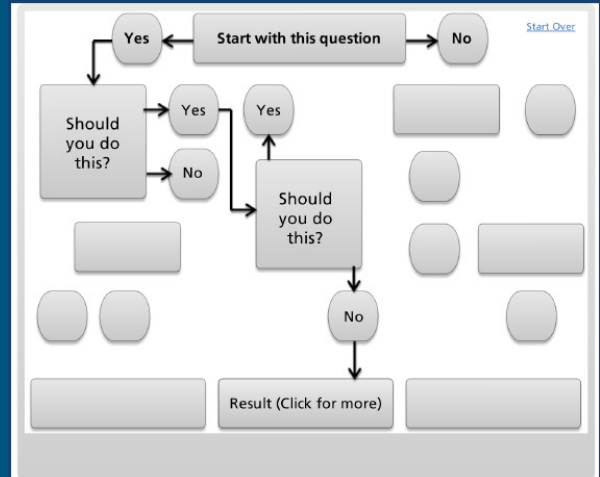 Yes
Start with this question
No
Start Over
Should
you do
this?
Yes
No
Yes
Should
you do
this?
No
Result (Click for more)